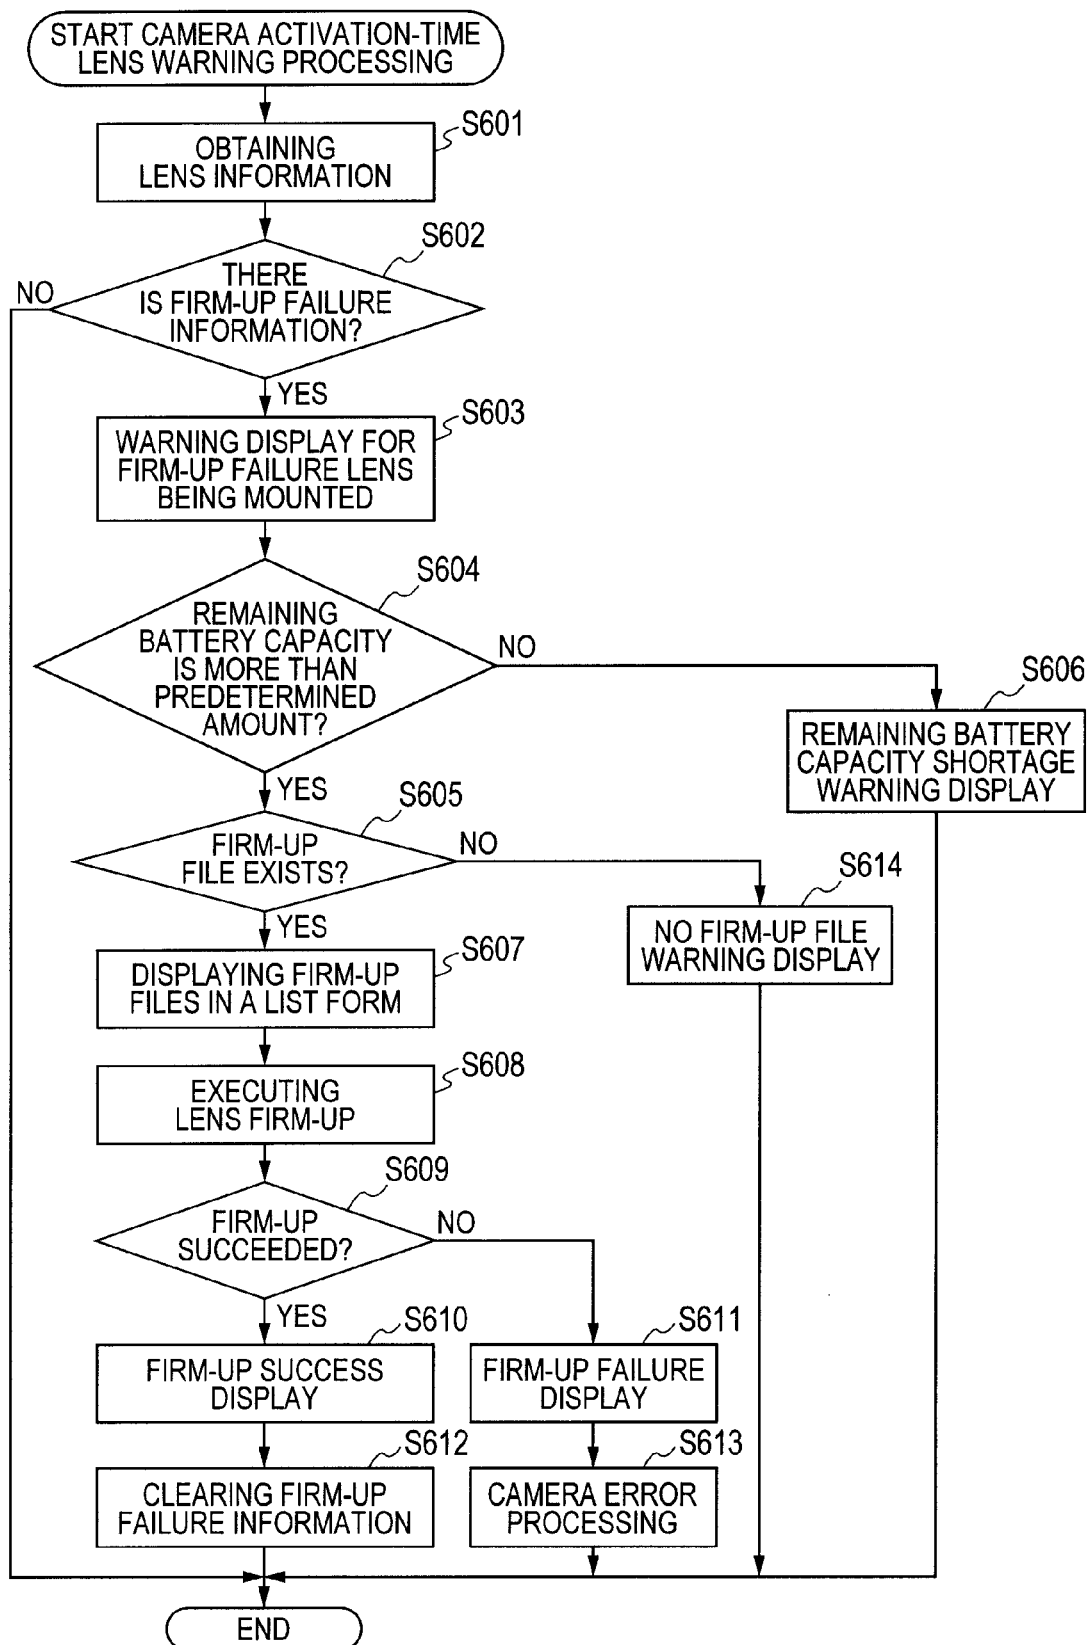 START CAMERA ACTIVATION-TIME
LENS WARNING PROCESSING
S601
OBTAINING
LENS INFORMATION
S602
THERE
IS FIRM-UP FAILURE
INFORMATION?
NO
YES
S603
WARNING DISPLAY FOR
FIRM-UP FAILURE LENS
BEING MOUNTED
S604
REMAINING
BATTERY CAPACITY
IS MORE THAN
PREDETERMINED
AMOUNT?
NO
S606
REMAINING BATTERY
CAPACITY SHORTAGE
WARNING DISPLAY
YES
S605
FIRM-UP
FILE EXISTS?
NO
S614
NO FIRM-UP FILE
WARNING DISPLAY
YES
S607
DISPLAYING FIRM-UP
FILES IN A LIST FORM
S608
EXECUTING
LENS FIRM-UP
S609
FIRM-UP
SUCCEEDED?
NO
YES
S610
FIRM-UP SUCCESS
DISPLAY
S611
FIRM-UP FAILURE
DISPLAY
S612
CLEARING FIRM-UP
FAILURE INFORMATION
S613
CAMERA ERROR
PROCESSING
END